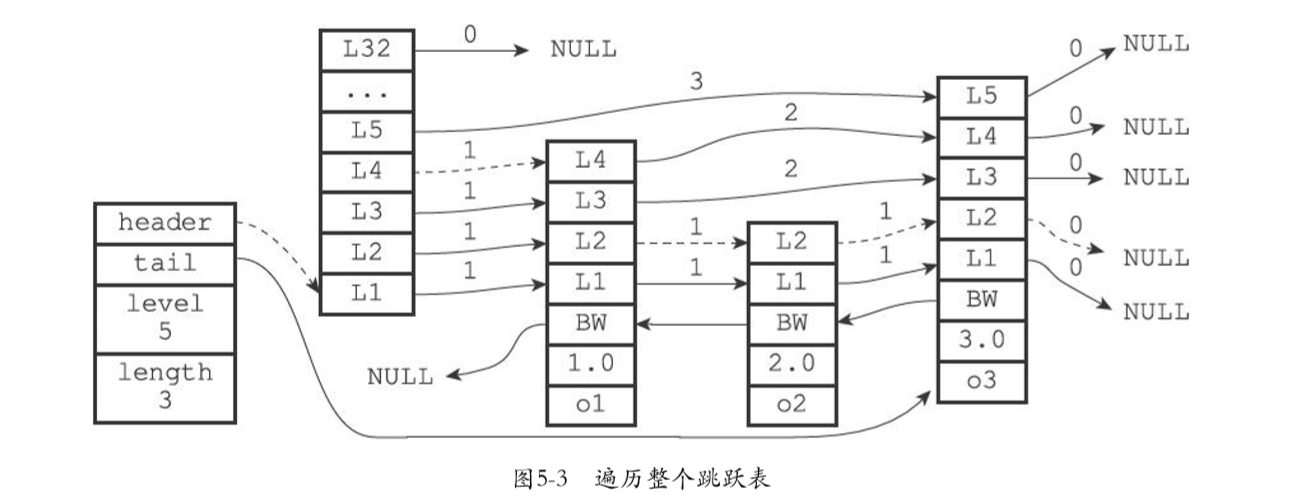 header
tail
level
5
length
3
L32
...
L5
L4
L3
L2
L1
0
NULL
3
1
1
1
1
NULL
L4
L3
L2
L1
BW
1.0
o1
2
2
1
1
L2
L1
BW
2.0
o2
1
1
L5
L4
L3
L2
L1
BW
3.0
o3
0
NULL
0
NULL
0
NULL
0
NULL
0
NULL
图5-3 遍历整个跳跃表